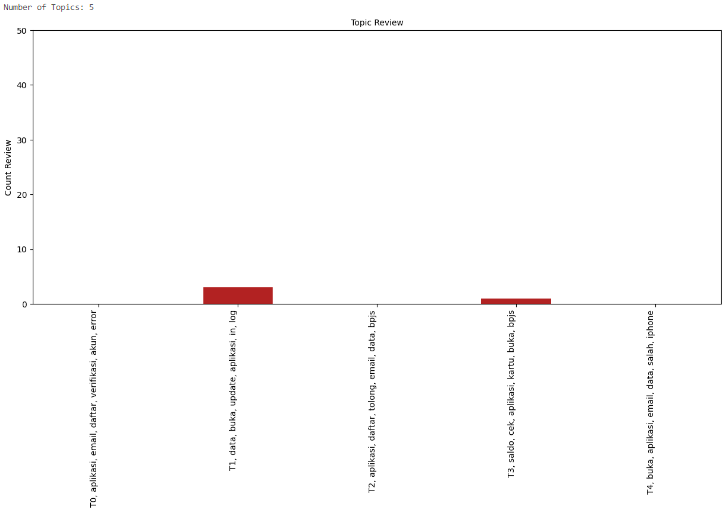 Number of Topics: 5
Topic Review
50
40
30
20
10
0
Count Review
T0, aplikasi, email, daftar, verifikasi, akun, error
T1, data, buka, update, aplikasi, in, log
T2, aplikasi, daftar, tolong, email, data, bpjs
T3, saldo, cek, aplikasi, kartu, buka, bpjs
T4, buka, aplikasi, email, data, salah, iphone